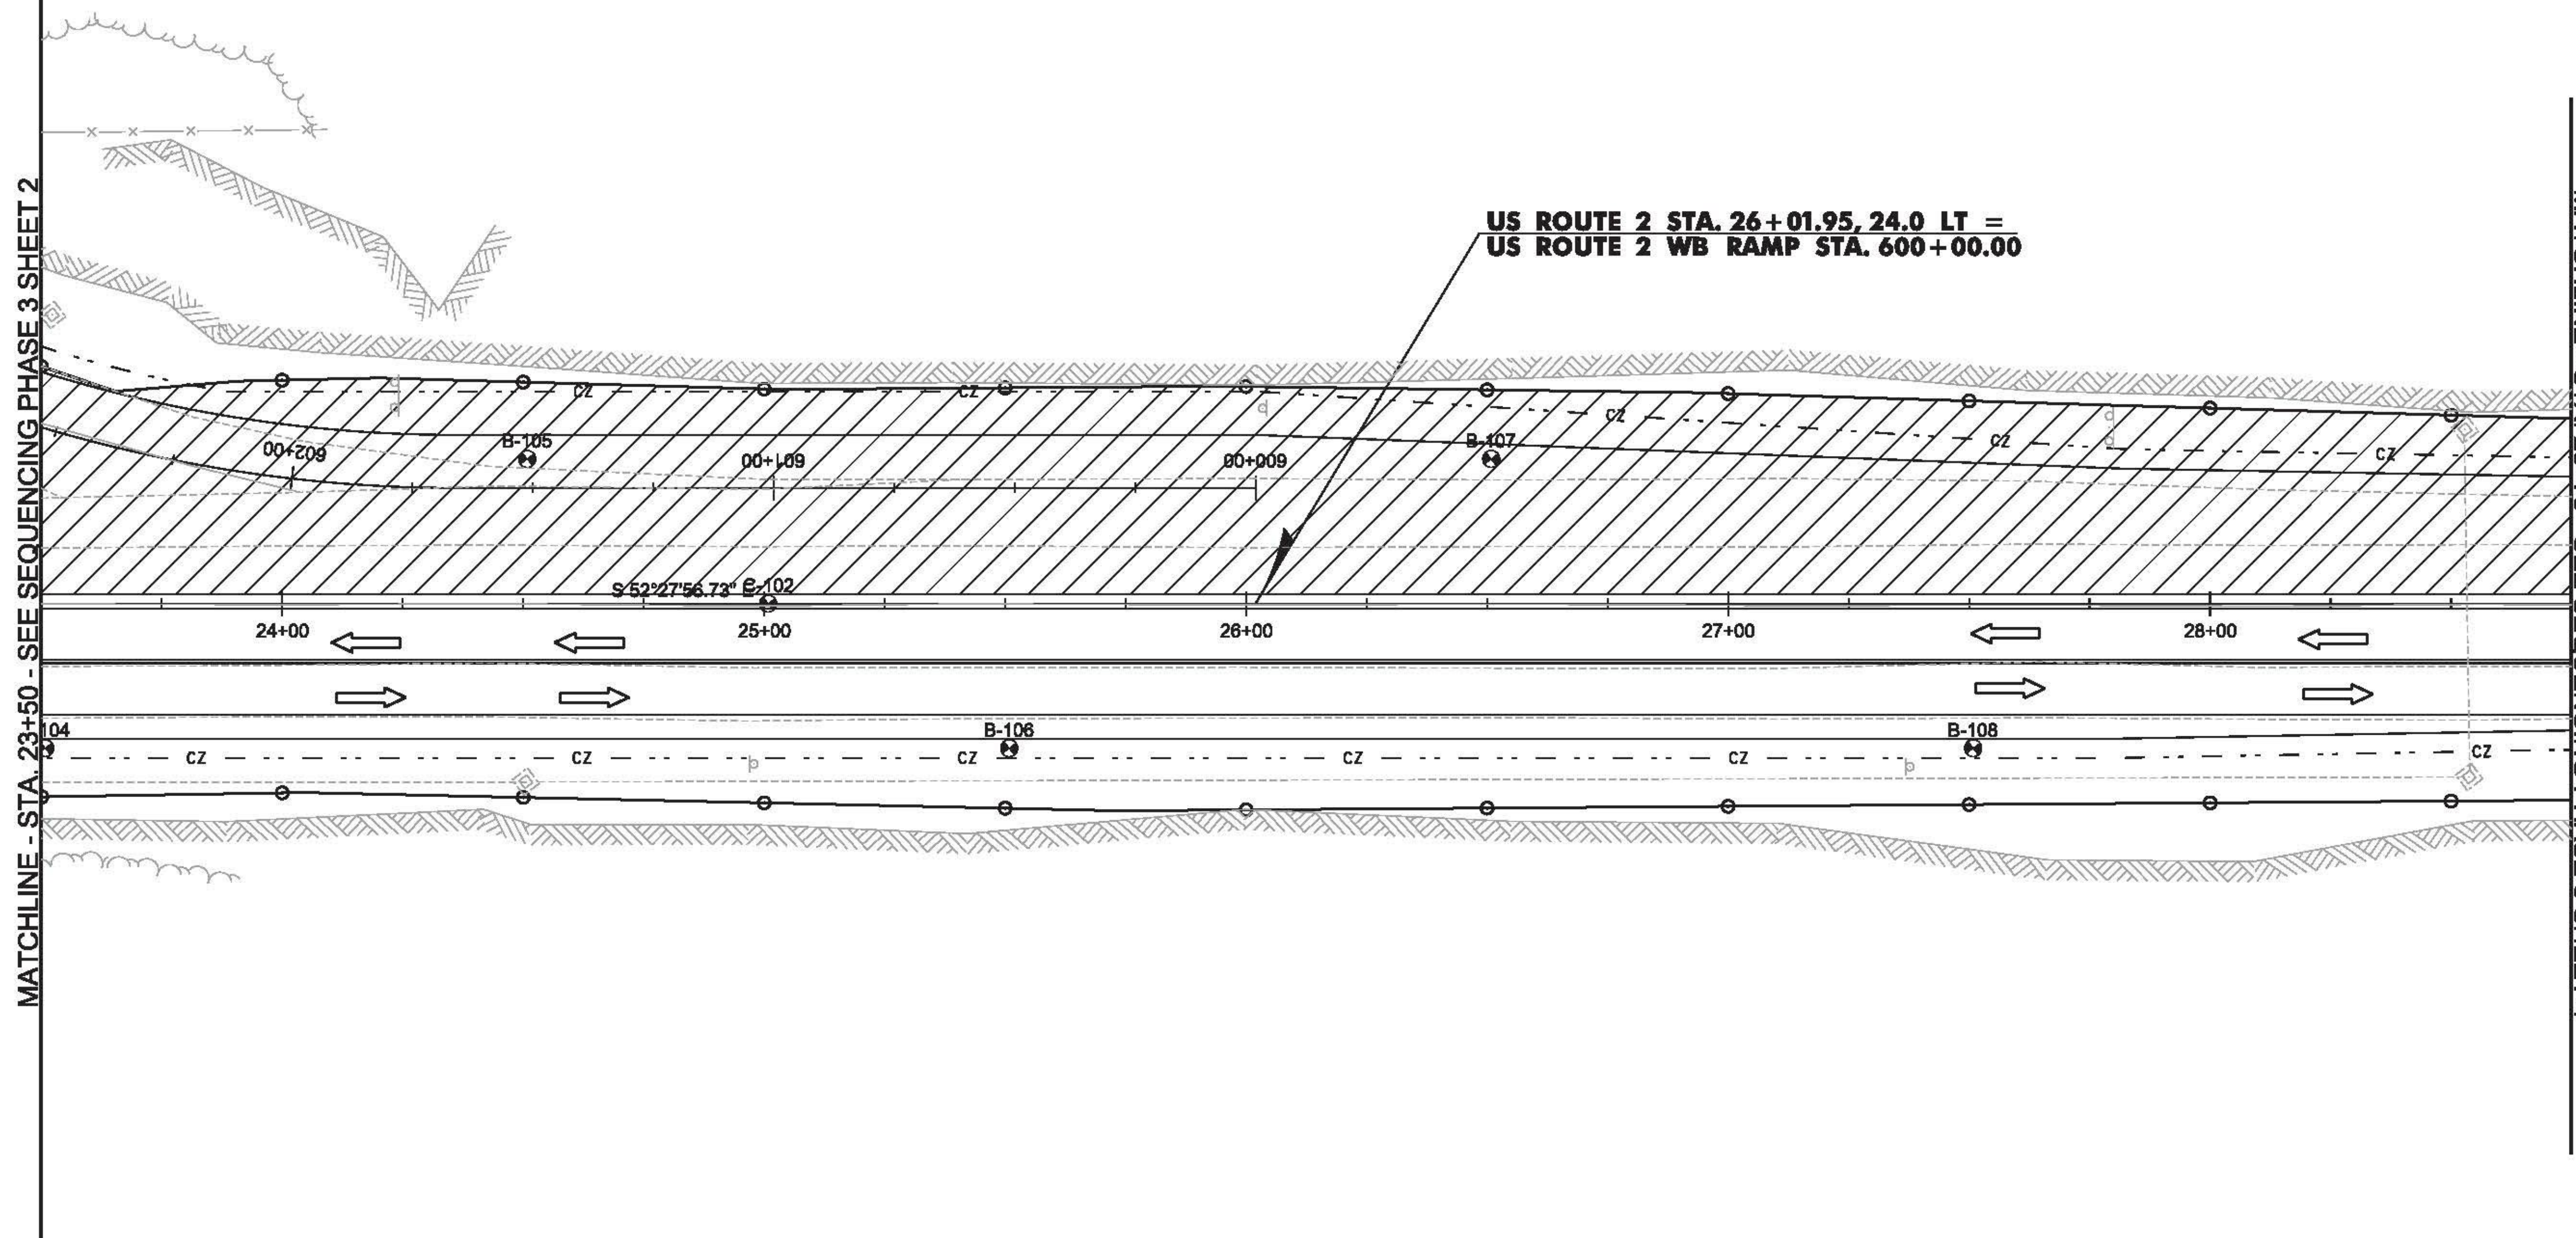 MATCHLINE - STA. 23+50 - SEE SEQUENCING PHASE 3 SHEET 2
US ROUTE 2 STA. 26+01.95, 24.0 LT =
US ROUTE 2 WB RAMP STA. 600+00.00
CZ CZ
CZ CZ CZ
602+00 B-105 601+00 600+00 B-107
S 52°27'56.73" E
24+00 25+00 26+00 27+00 28+00
104 B-106 B-108
CZ CZ CZ CZ CZ CZ